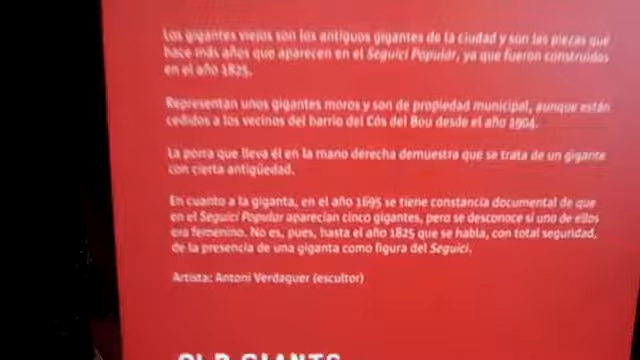 Los gigantes viejos son los antiguos gigantes de la ciudad y son las piezas que
hace más años que aparecen en el Seguici Popular, ya que fueron construidos
en el año 1825.
Representan unos gigantes moros y son de propiedad municipal, aunque están
cedidos a los vecinos del barrio del Cós del Bou desde el año 1904.
La porra que lleva él en la mano derecha demuestra que se trata de un gigante
con cierta antigüedad.
En cuanto a la giganta, en el año 1695 se tiene constancia documental de que
en el Seguici Popular aparecían cinco gigantes, pero se desconoce si uno de ellos
era femenino. No es, pues, hasta el año 1825 que se habla, con total seguridad,
de la presencia de una giganta como figura del Seguici.
Artista: Antoni Verdaguer (escultor)
OLD GIANTS